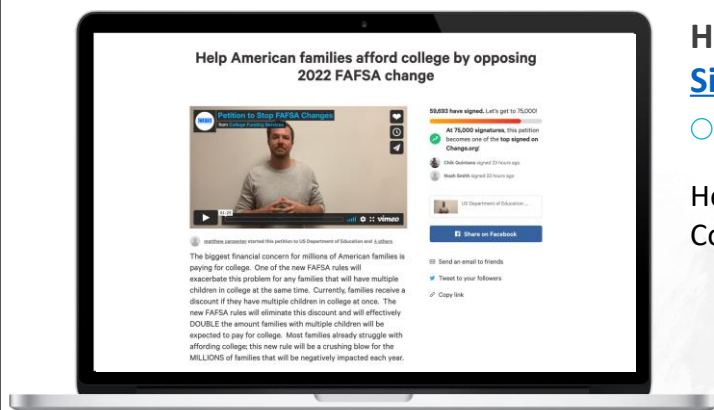 Help American families afford college by opposing
2022 FAFSA change
Petition to Stop FAFSA Changes
from College Funding Services
vimeo
matthew carpenter started this petition to US Department of Education and 4 others
The biggest financial concern for millions of American families is
paying for college. One of the new FAFSA rules will
exacerbate this problem for any families that will have multiple
children in college at the same time. Currently, families receive a
discount if they have multiple children in college at once. The
new FAFSA rules will eliminate this discount and will effectively
DOUBLE the amount families with multiple children will be
expected to pay for college. Most families already struggle with
affording college; this new rule will be a crushing blow for the
MILLIONS of families that will be negatively impacted each year.
59,693 have signed. Let's get to 75,000!
At 75,000 signatures, this petition
becomes one of the top signed on
Change.org!
Chik Quintans signed 23 hours ago
Noah Smith signed 23 hours ago
US Department of Education ...
Share on Facebook
Send an email to friends
Tweet to your followers
Copy link
H
Si
He
Co